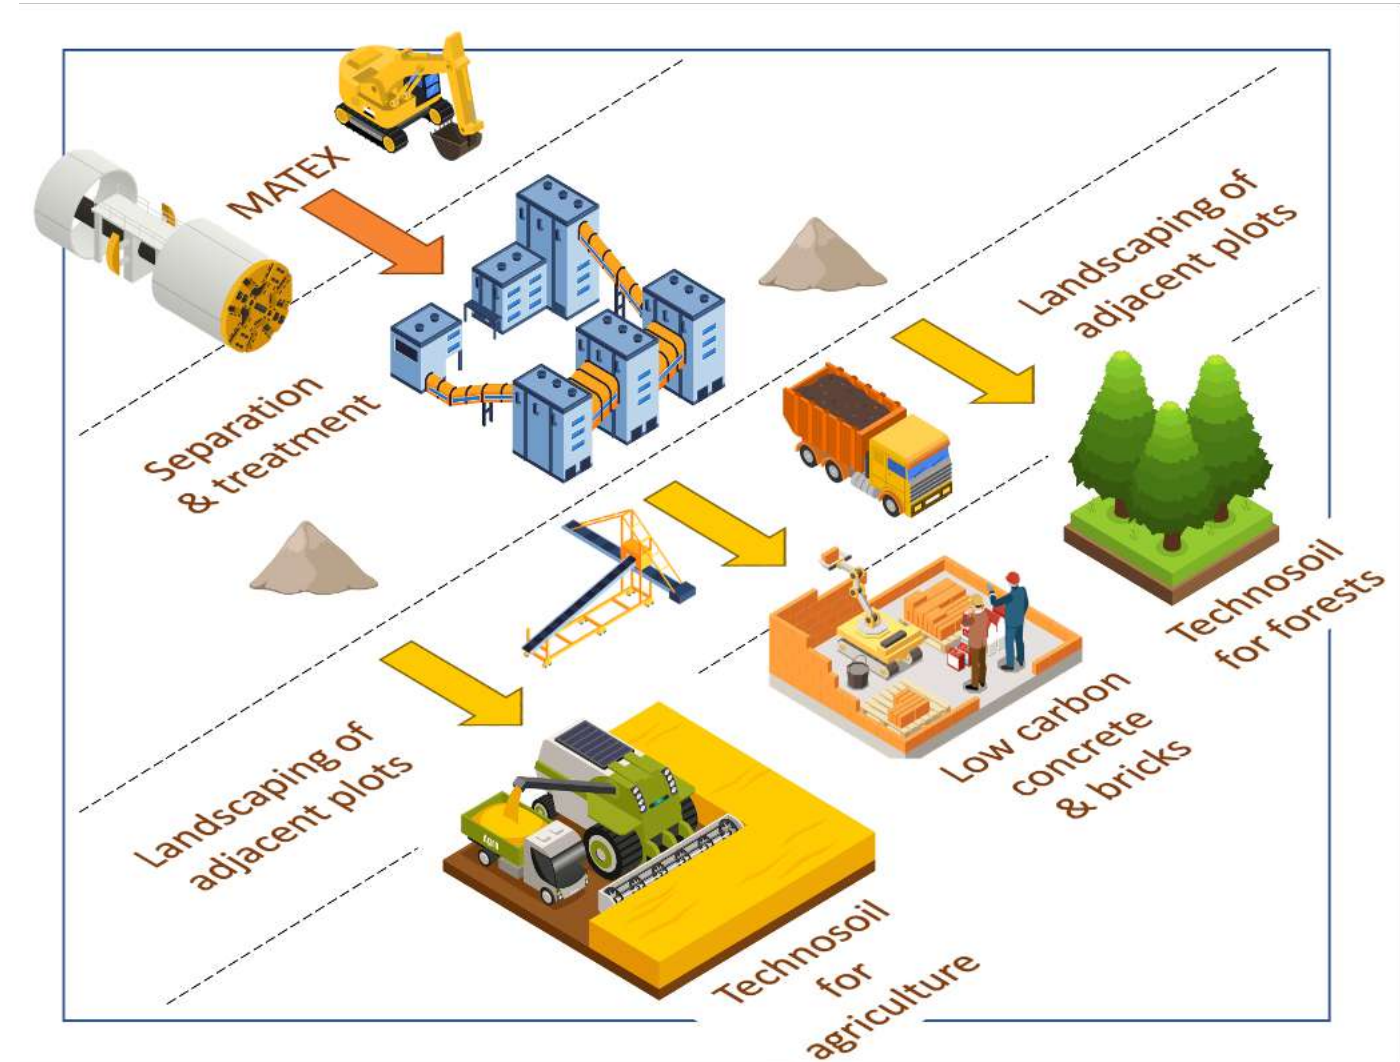 MATEX
Separation
& treatment
Landscaping of
adjacent plots
Landscaping of
adjacent plots
Technosoil
for forests
Low carbon
concrete
& bricks
Technosoil
for
agriculture